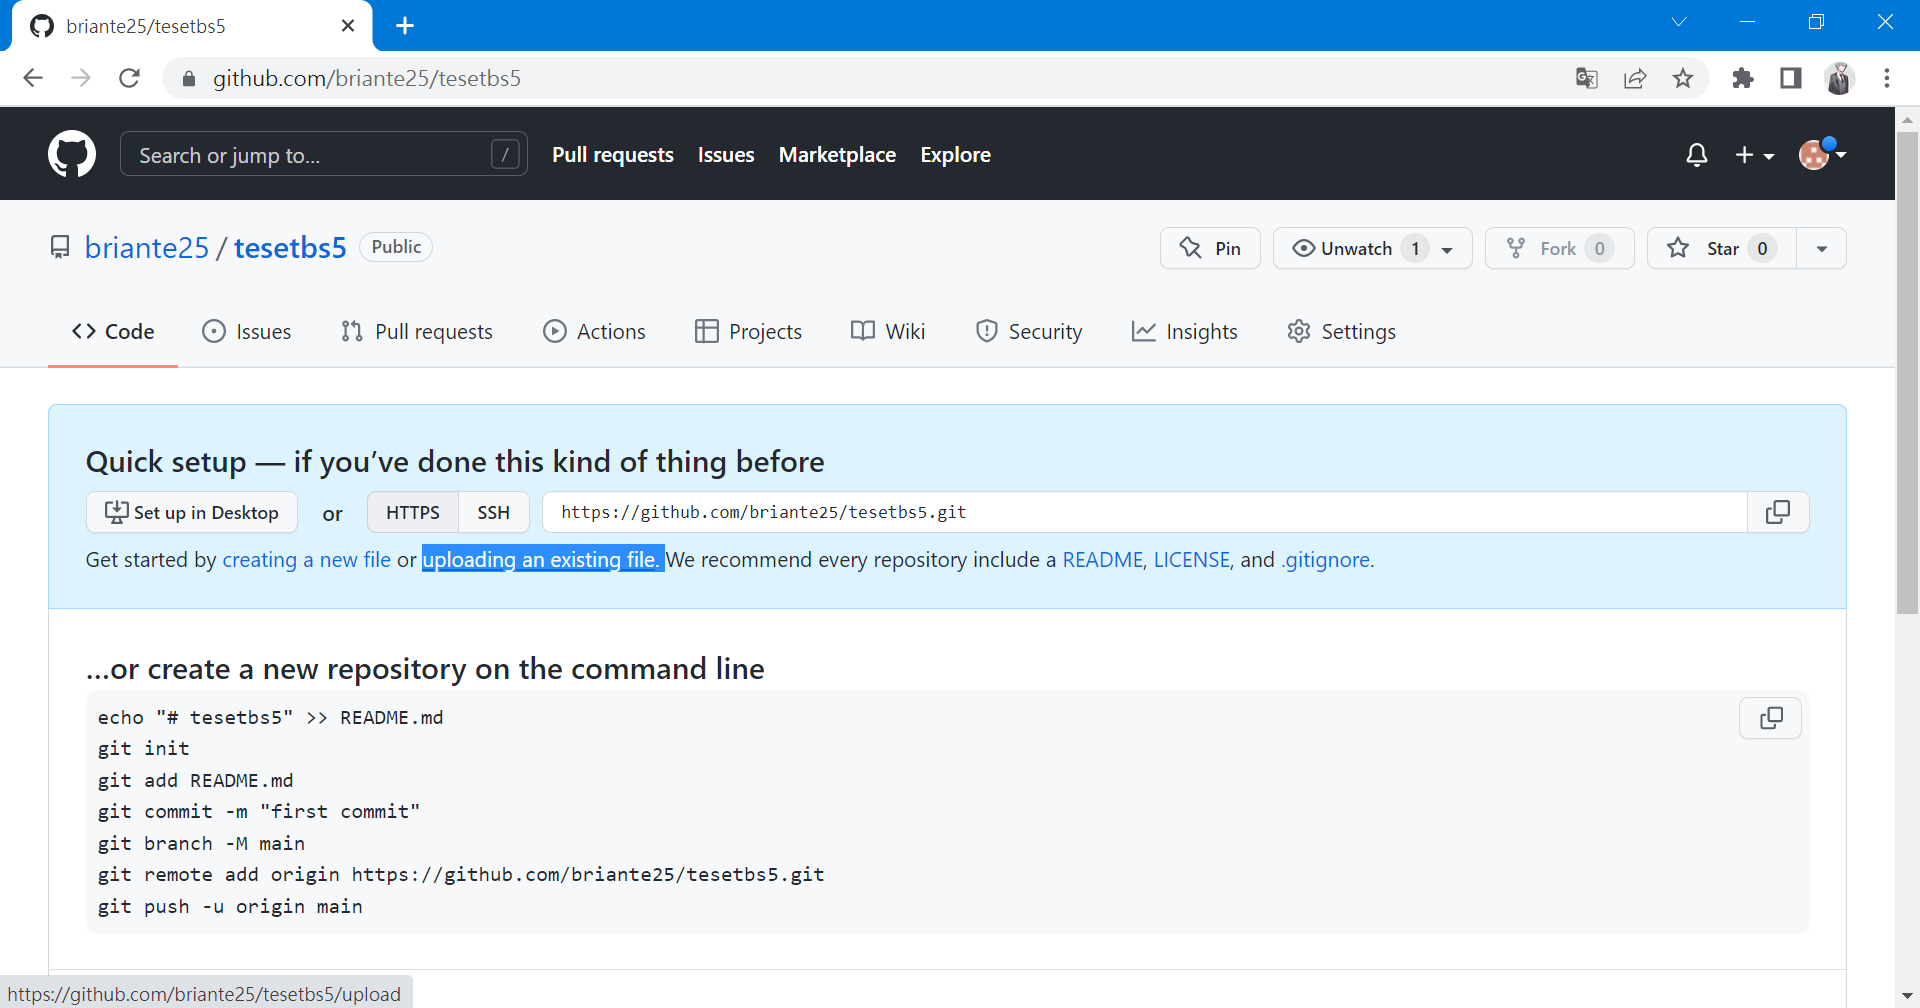 briante25/tesetbs5
github.com/briante25/tesetbs5
Search or jump to... / Pull requests Issues Marketplace Explore
briante25 / tesetbs5 Public Pin Unwatch 1 Fork 0 Star 0
Code Issues Pull requests Actions Projects Wiki Security Insights Settings
Quick setup — if you’ve done this kind of thing before
Set up in Desktop or HTTPS SSH https://github.com/briante25/tesetbs5.git
Get started by creating a new file or uploading an existing file. We recommend every repository include a README, LICENSE, and .gitignore.
…or create a new repository on the command line
echo "# tesetbs5" >> README.md
git init
git add README.md
git commit -m "first commit"
git branch -M main
git remote add origin https://github.com/briante25/tesetbs5.git
git push -u origin main
https://github.com/briante25/tesetbs5/upload